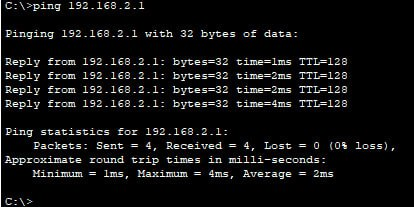 C:\>ping 192.168.2.1
Pinging 192.168.2.1 with 32 bytes of data:
Reply from 192.168.2.1: bytes=32 time=1ms TTL=128
Reply from 192.168.2.1: bytes=32 time=2ms TTL=128
Reply from 192.168.2.1: bytes=32 time=2ms TTL=128
Reply from 192.168.2.1: bytes=32 time=4ms TTL=128
Ping statistics for 192.168.2.1:
Packets: Sent = 4, Received = 4, Lost = 0 (0% loss),
Approximate round trip times in milli-seconds:
Minimum = 1ms, Maximum = 4ms, Average = 2ms
C:\>